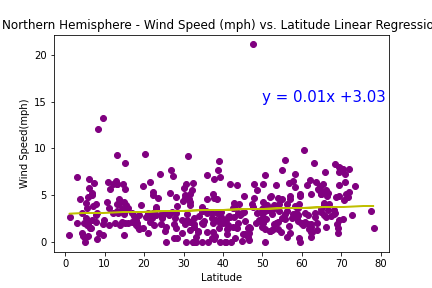 Northern Hemisphere - Wind Speed (mph) vs. Latitude Linear Regressio
y = 0.01x +3.03
Wind Speed(mph)
20
15
10
5
0
0 10 20 30 40 50 60 70 80
Latitude